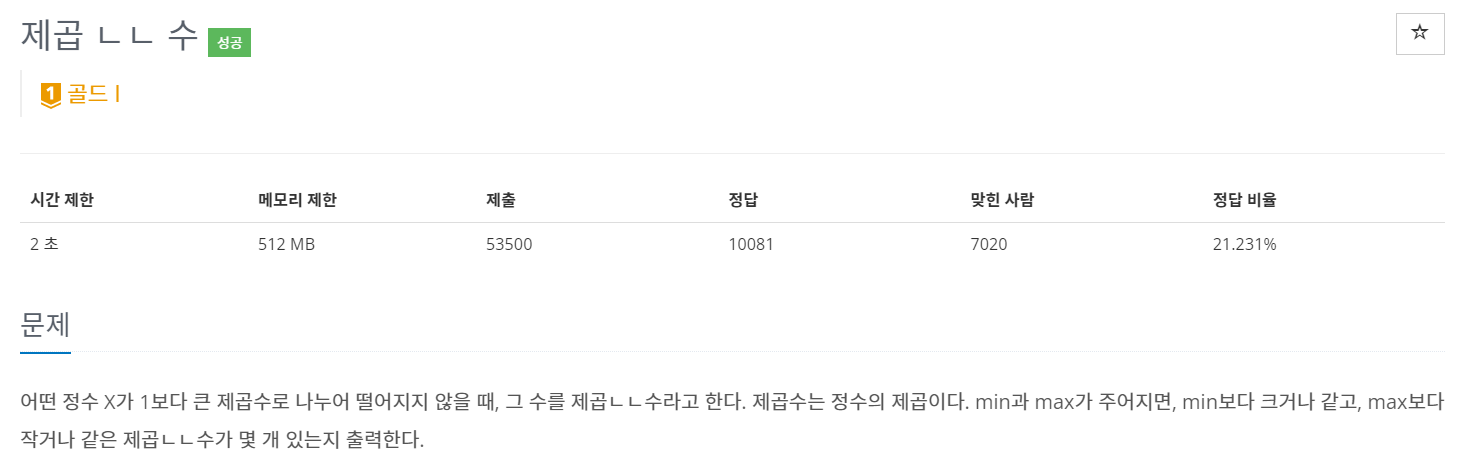 제곱 ㄴㄴ 수 성공
1 골드 I
시간 제한 메모리 제한 제출 정답 맞힌 사람 정답 비율
2 초 512 MB 53500 10081 7020 21.231%
문제
어떤 정수 X가 1보다 큰 제곱수로 나누어 떨어지지 않을 때, 그 수를 제곱ㄴㄴ수라고 한다. 제곱수는 정수의 제곱이다. min과 max가 주어지면, min보다 크거나 같고, max보다
작거나 같은 제곱ㄴㄴ수가 몇 개 있는지 출력한다.